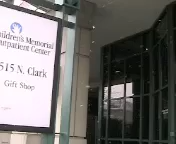 Children's Memorial
Outpatient Center
515 N. Clark
Gift Shop